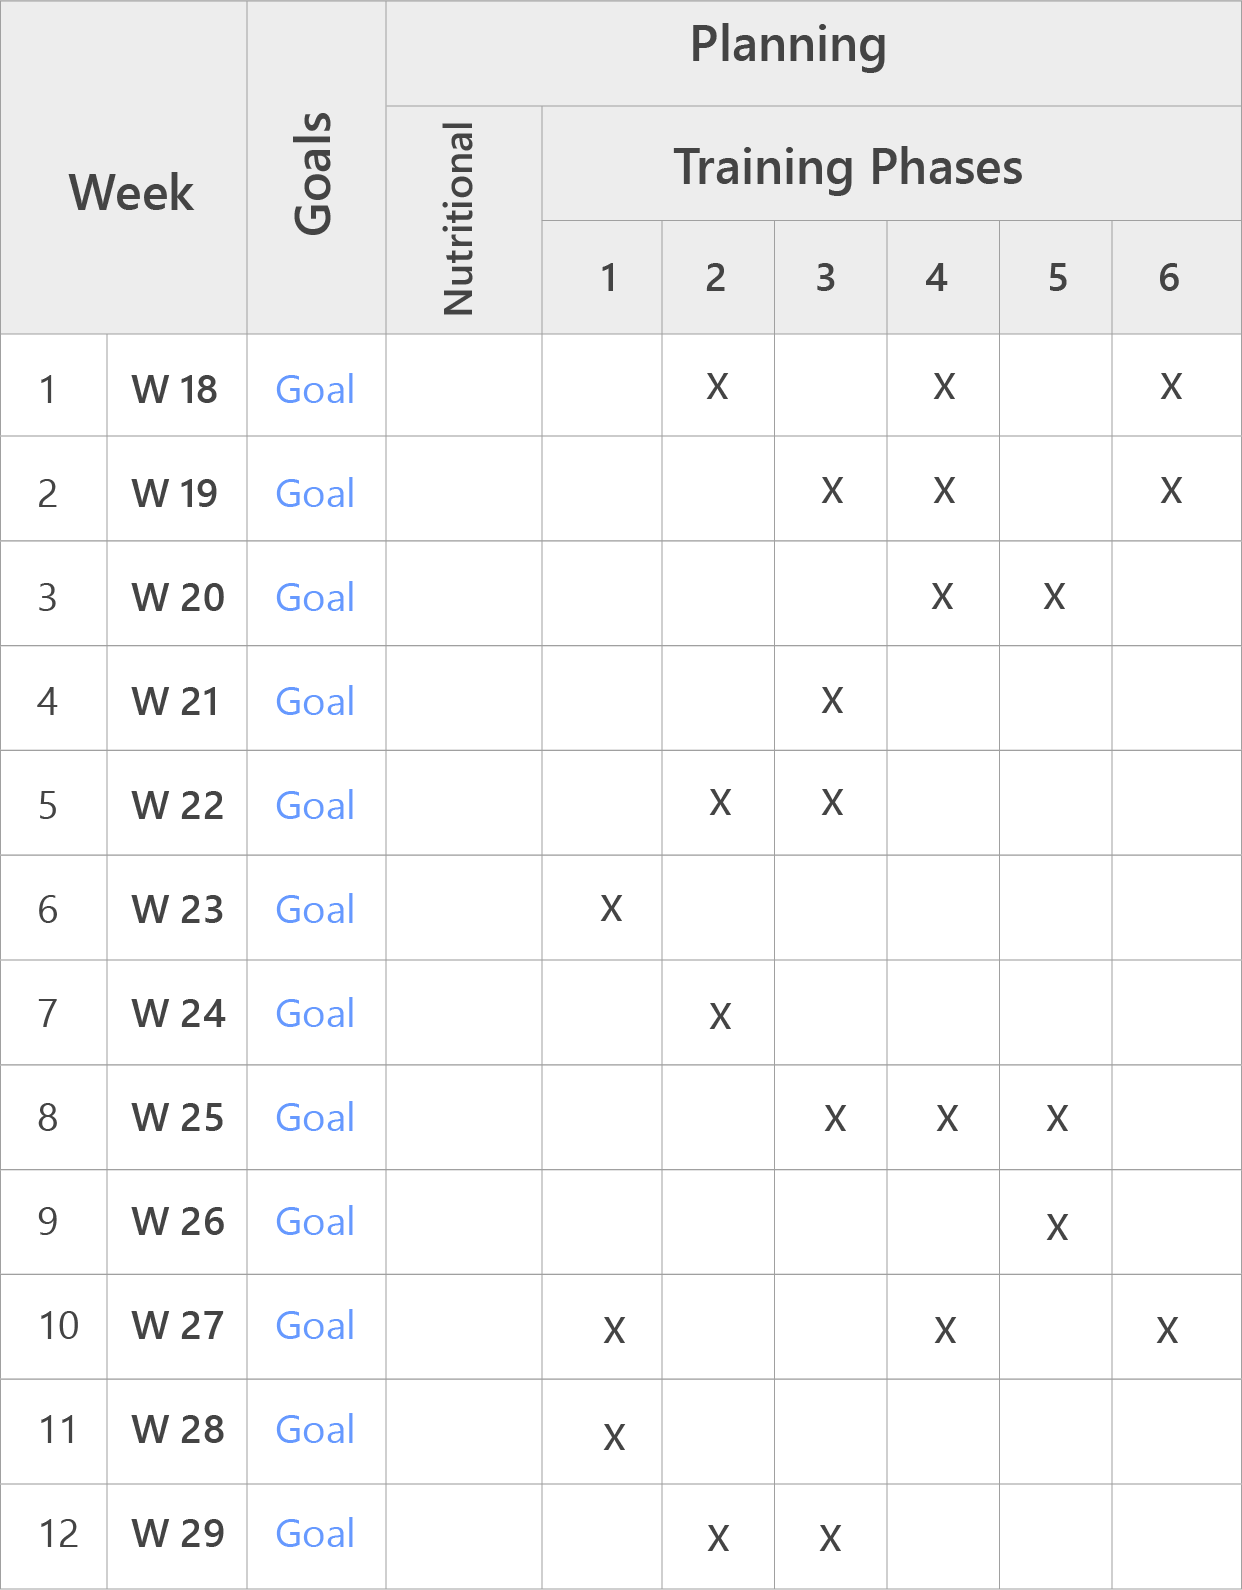 Planning
Week
Goals
Nutritional
Training Phases
1 2 3 4 5 6
1 W 18 Goal X X X
2 W 19 Goal X X X
3 W 20 Goal X X
4 W 21 Goal X
5 W 22 Goal X X
6 W 23 Goal X
7 W 24 Goal X
8 W 25 Goal X X X
9 W 26 Goal X
10 W 27 Goal X X X
11 W 28 Goal X
12 W 29 Goal X X